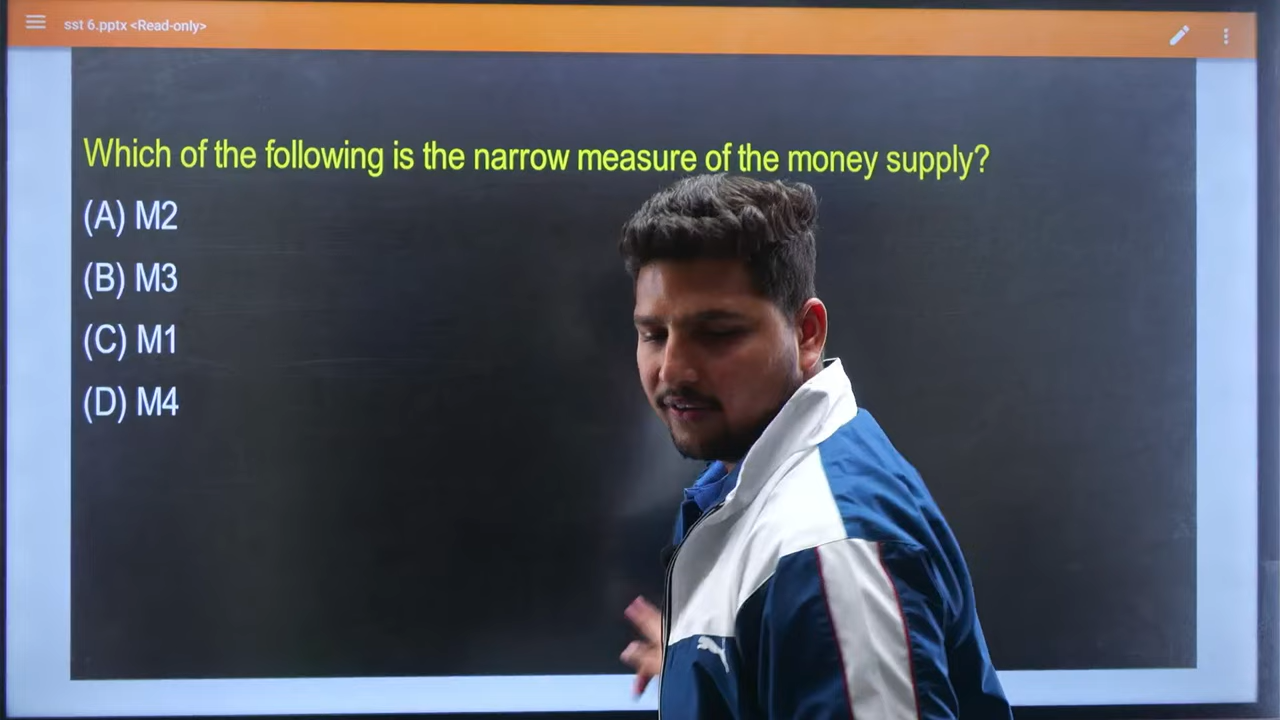 sst 6.pptx <Read-only>
Which of the following is the narrow measure of the money supply?
(A) M2
(B) M3
(C) M1
(D) M4